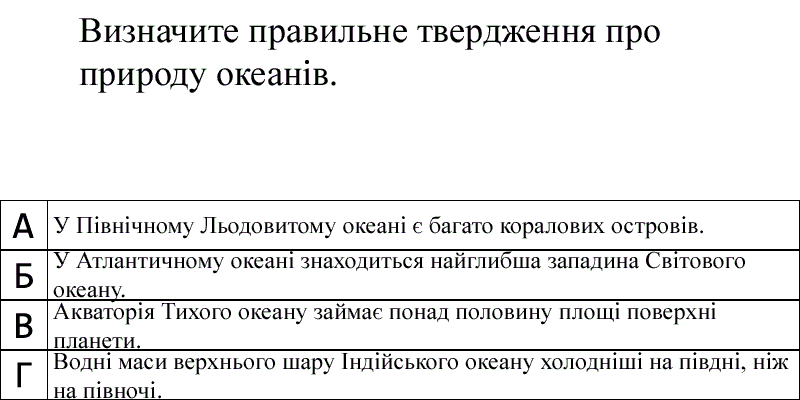 Визначите правильне твердження про
природу океанів.
А
У Північному Льодовитому океані є багато коралових островів.
Б
У Атлантичному океані знаходиться найглибша западина Світового
океану.
В
Акваторія Тихого океану займає понад половину площі поверхні
планети.
Г
Водні маси верхнього шару Індійського океану холодніші на півдні, ніж
на півночі.